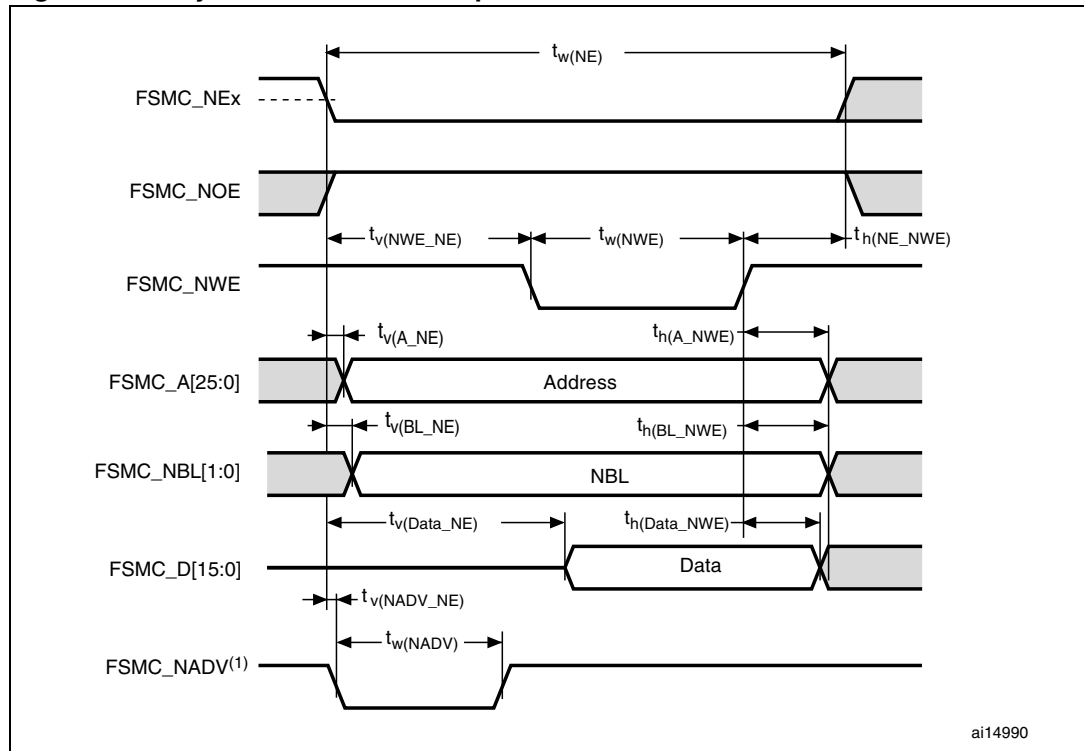 tw(NE)
FSMC_NEx
FSMC_NOE
tv(NWE_NE)
tw(NWE)
th(NE_NWE)
FSMC_NWE
tv(A_NE)
th(A_NWE)
FSMC_A[25:0]
Address
tv(BL_NE)
th(BL_NWE)
FSMC_NBL[1:0]
NBL
tv(Data_NE)
th(Data_NWE)
FSMC_D[15:0]
Data
tv(NADV_NE)
tw(NADV)
FSMC_NADV(1)
ai14990